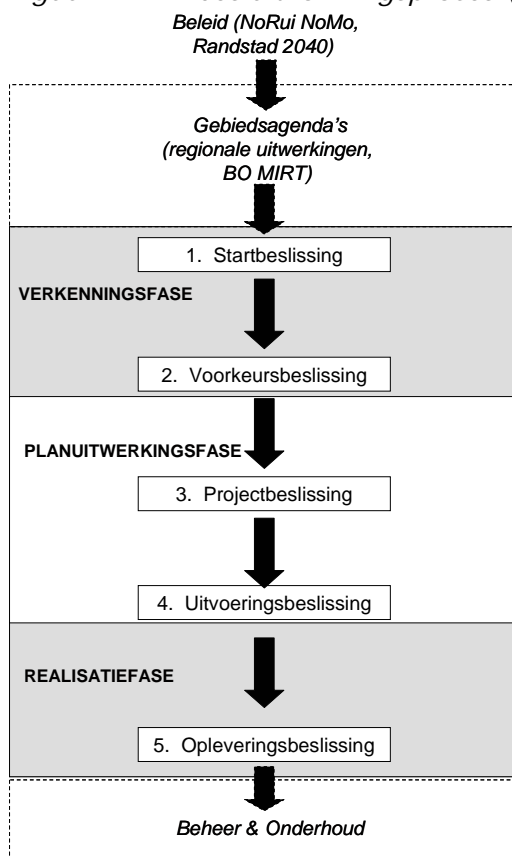 Beleid (NoRui NoMo,
Randstad 2040)
Gebiedsagenda's
(regionale uitwerkingen,
BO MIRT)
1. Startbeslissing
VERKENNINGSFASE
2. Voorkeursbeslissing
PLANUITWERKINGSFASE
3. Projectbeslissing
4. Uitvoeringsbeslissing
REALISATIEFASE
5. Opleveringsbeslissing
Beheer & Onderhoud